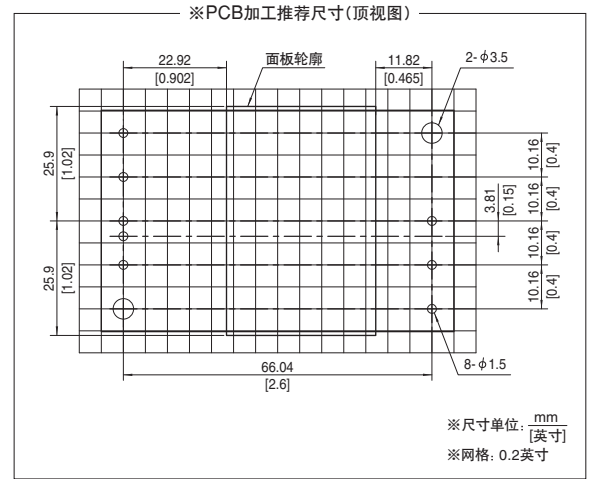 ※PCB加工推荐尺寸(顶视图)
22.92
[0.902]
面板轮廓
11.82
[0.465]
2-φ3.5
25.9
[1.02]
25.9
[1.02]
10.16
[0.4]
10.16
[0.4]
3.81
[0.15]
10.16
[0.4]
10.16
[0.4]
66.04
[2.6]
8-φ1.5
※尺寸单位: mm
[英寸]
※网格: 0.2英寸